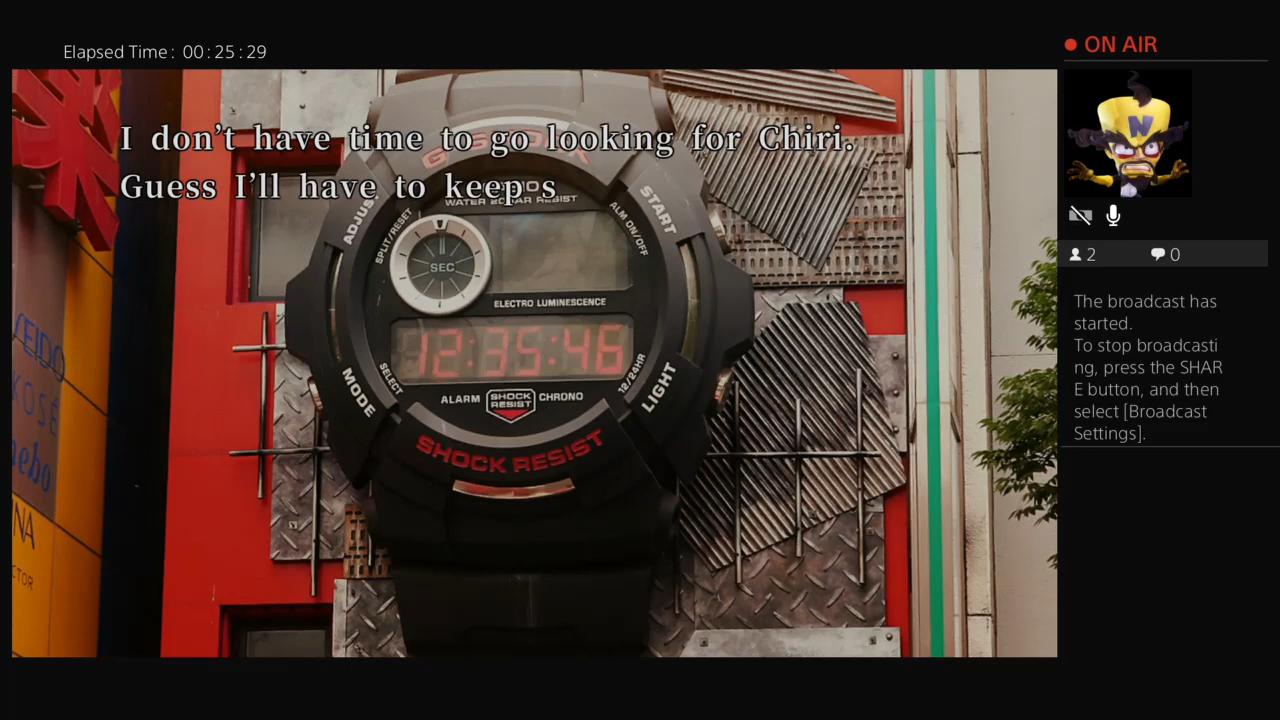 Elapsed Time: 00:25:29
ON AIR
I don't have time to go looking for Chiri.
Guess I'll have to keep s
G-SHOCK
WATER 20BAR RESIST
ADJUST
SPLIT/RESET
START
ALM ON/OFF
SEC
ELECTRO LUMINESCENCE
12:35:46
MODE
SELECT
12/24HR
LIGHT
ALARM
SHOCK
RESIST
CHRONO
SHOCK RESIST
KOSÉ
N
2
0
The broadcast has
started.
To stop broadcasti
ng, press the SHAR
E button, and then
select [Broadcast
Settings].